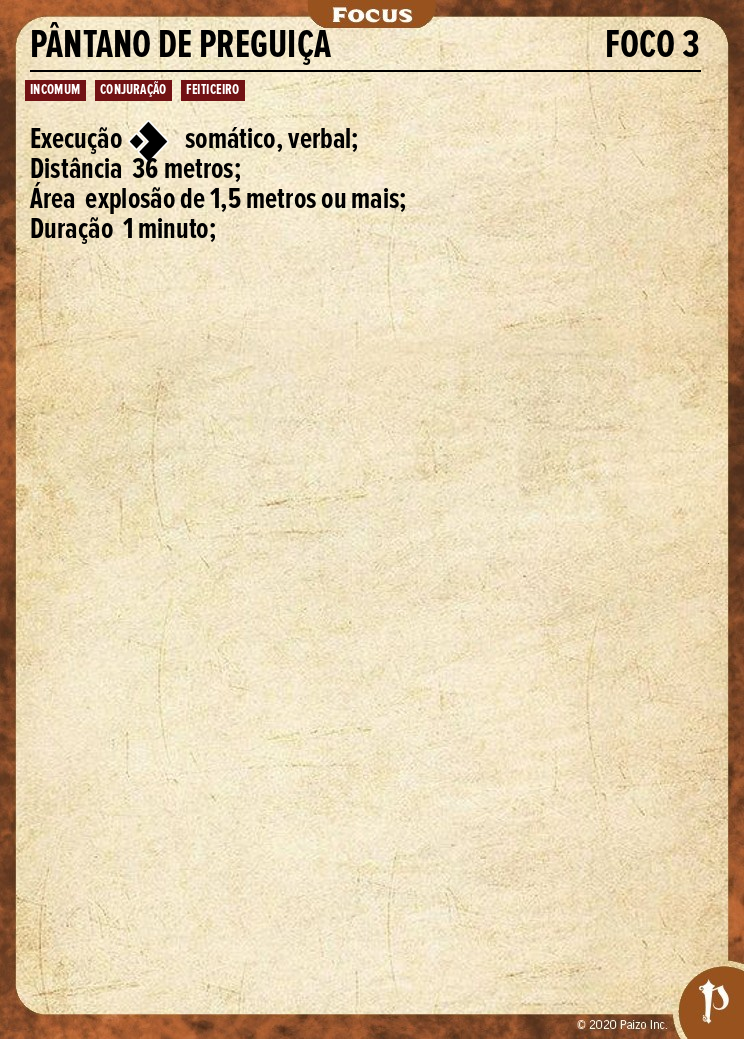 Focus
PÂNTANO DE PREGUIÇA FOCO 3
INCOMUM CONJURAÇÃO FEITICEIRO
Execução somático, verbal;
Distância 36 metros;
Área explosão de 1,5 metros ou mais;
Duração 1 minuto;
© 2020 Paizo Inc.